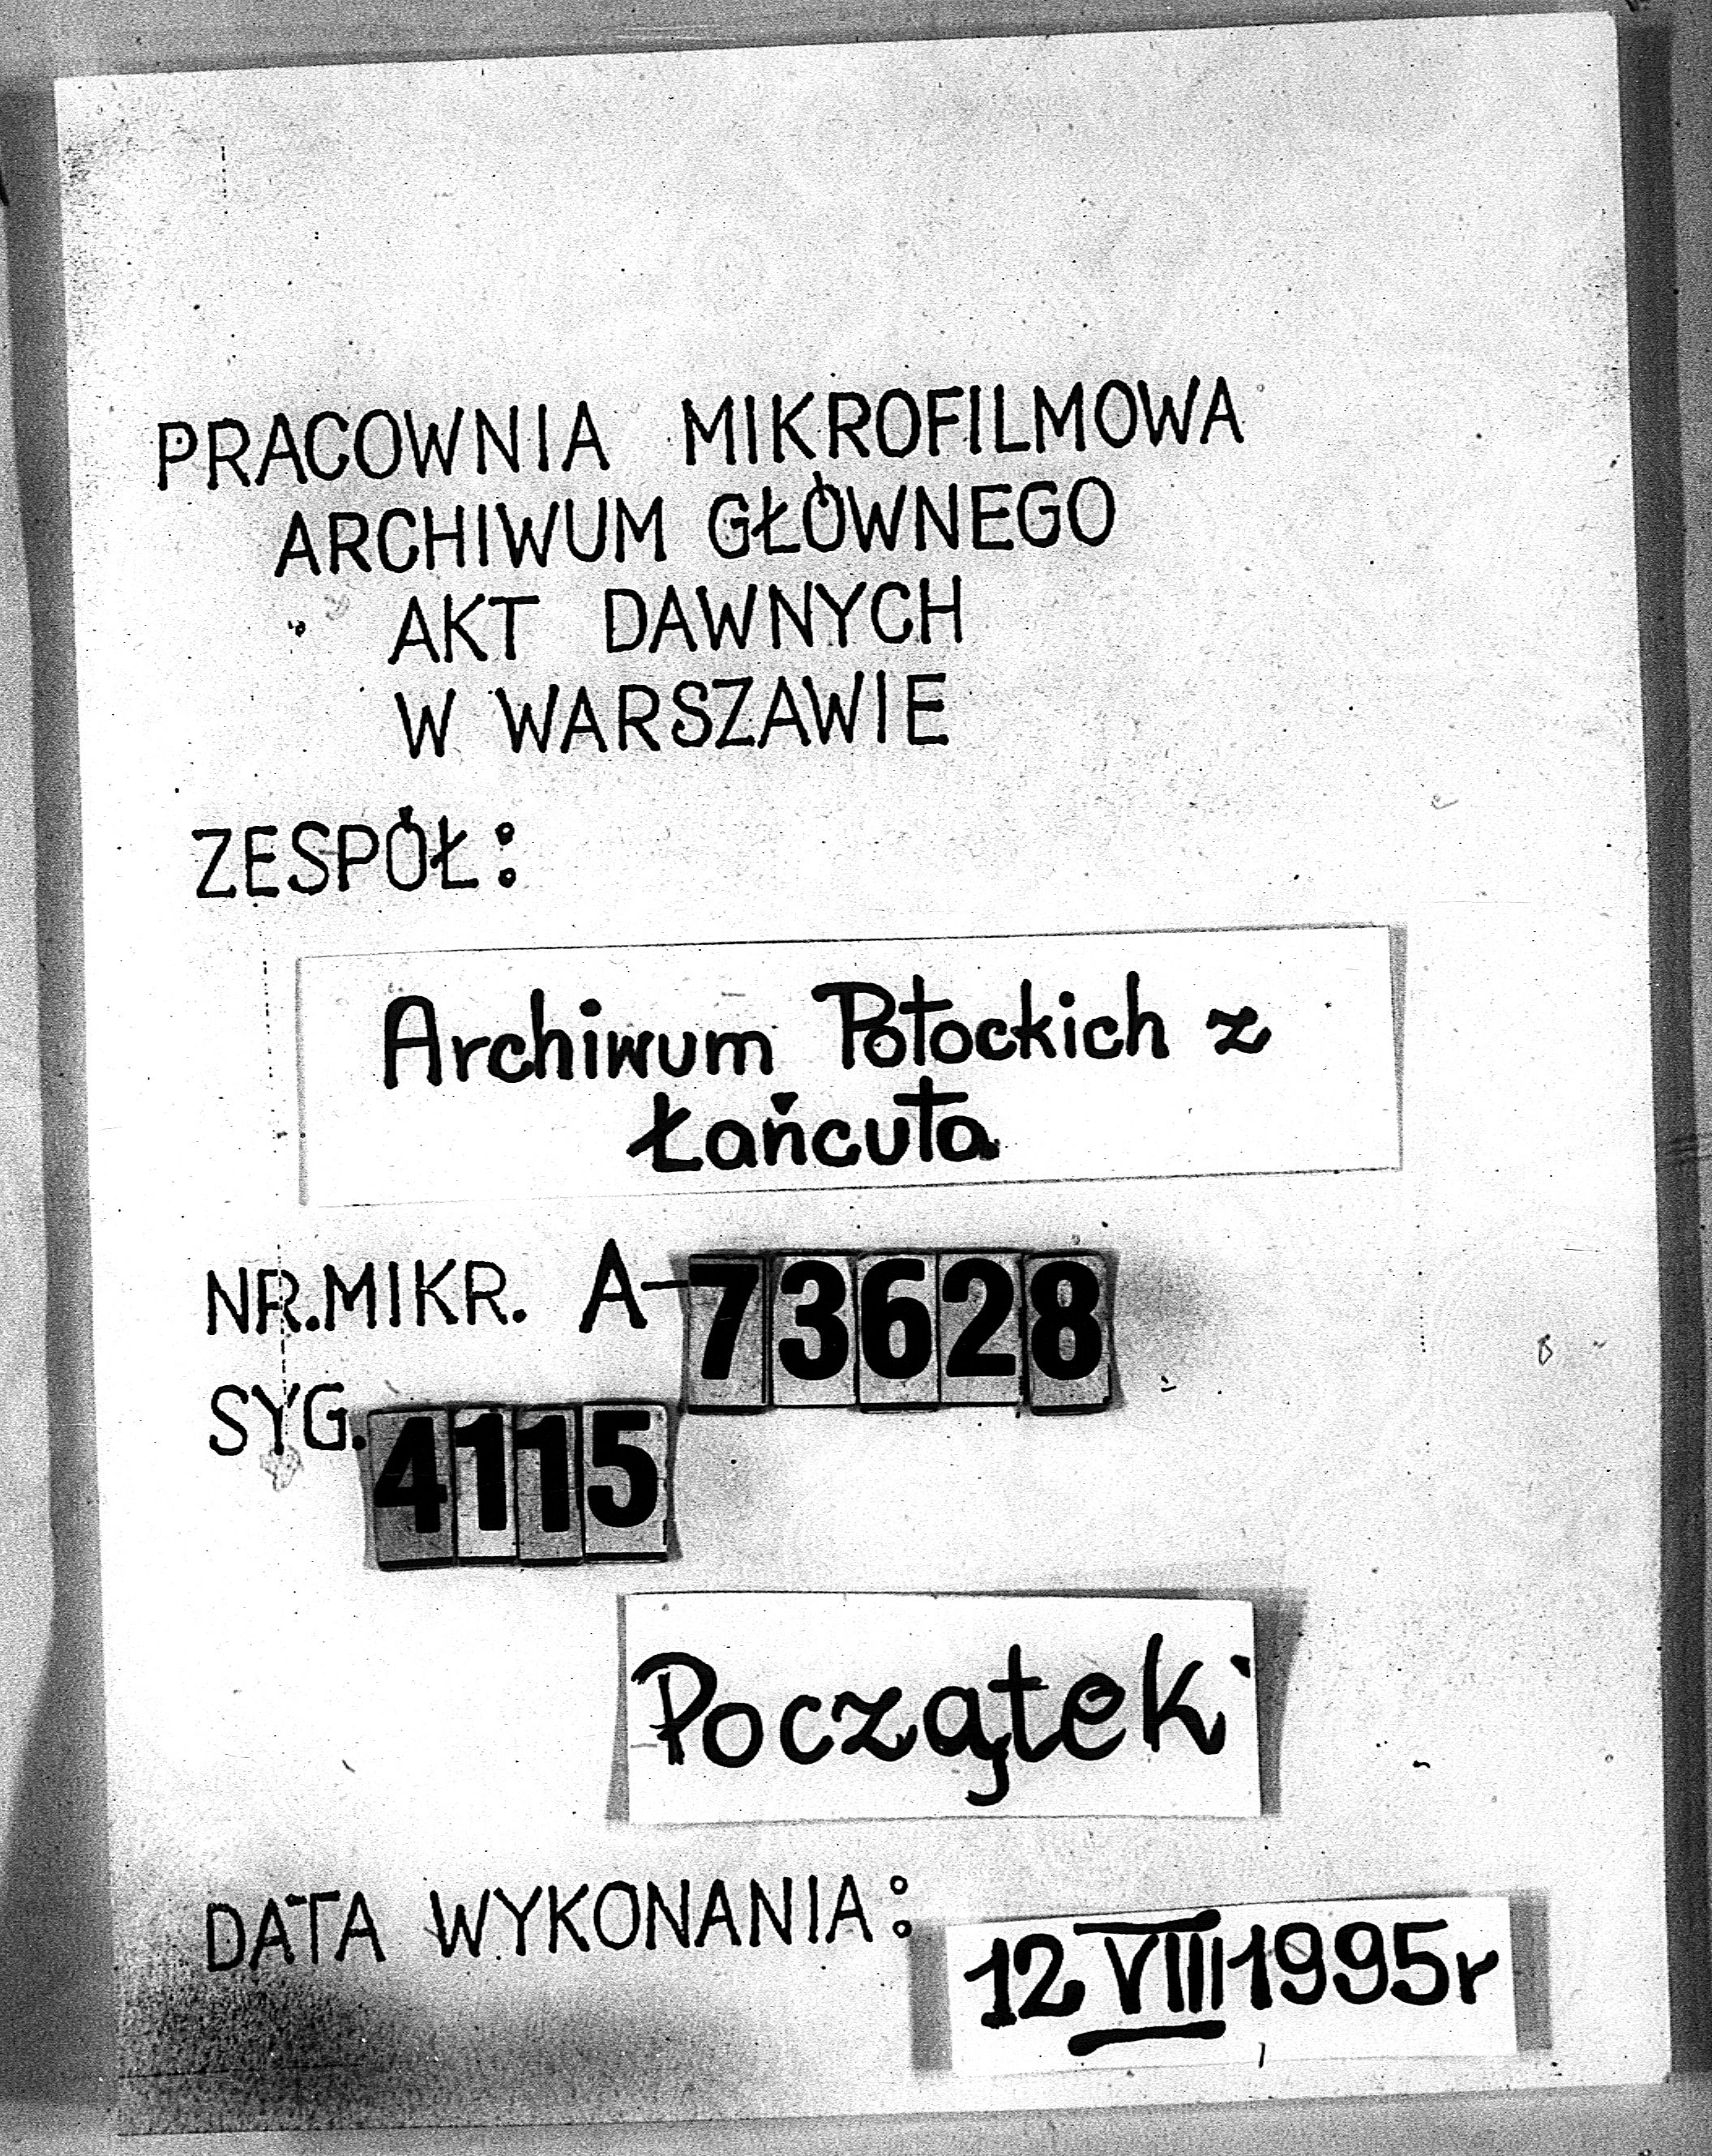 PRACOWNIA MIKROFILMOWA
ARCHIWUM GŁÓWNEGO
AKT DAWNYCH
W WARSZAWIE
ZESPÓŁ:
Archiwum Potockich z
Łańcuta
NR.MIKR. A-73628
SYG. 4115
Początek
DATA WYKONANIA: 12 VIII 1995r